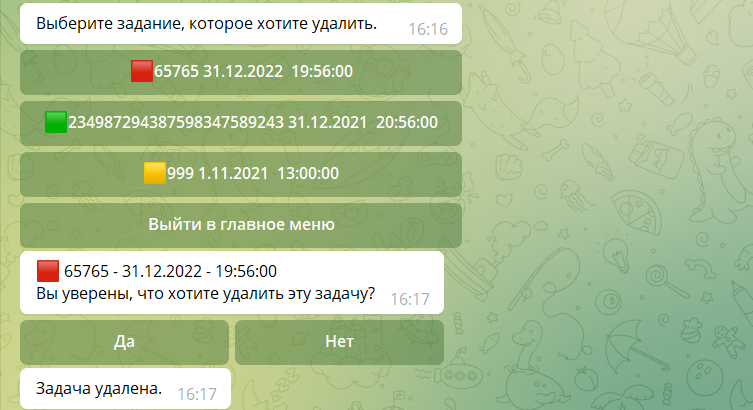 Выберите задание, которое хотите удалить.
16:16
65765 31.12.2022 19:56:00
234987294387598347589243 31.12.2021 20:56:00
999 1.11.2021 13:00:00
Выйти в главное меню
65765 - 31.12.2022 - 19:56:00
Вы уверены, что хотите удалить эту задачу?
16:17
Да
Нет
Задача удалена.
16:17